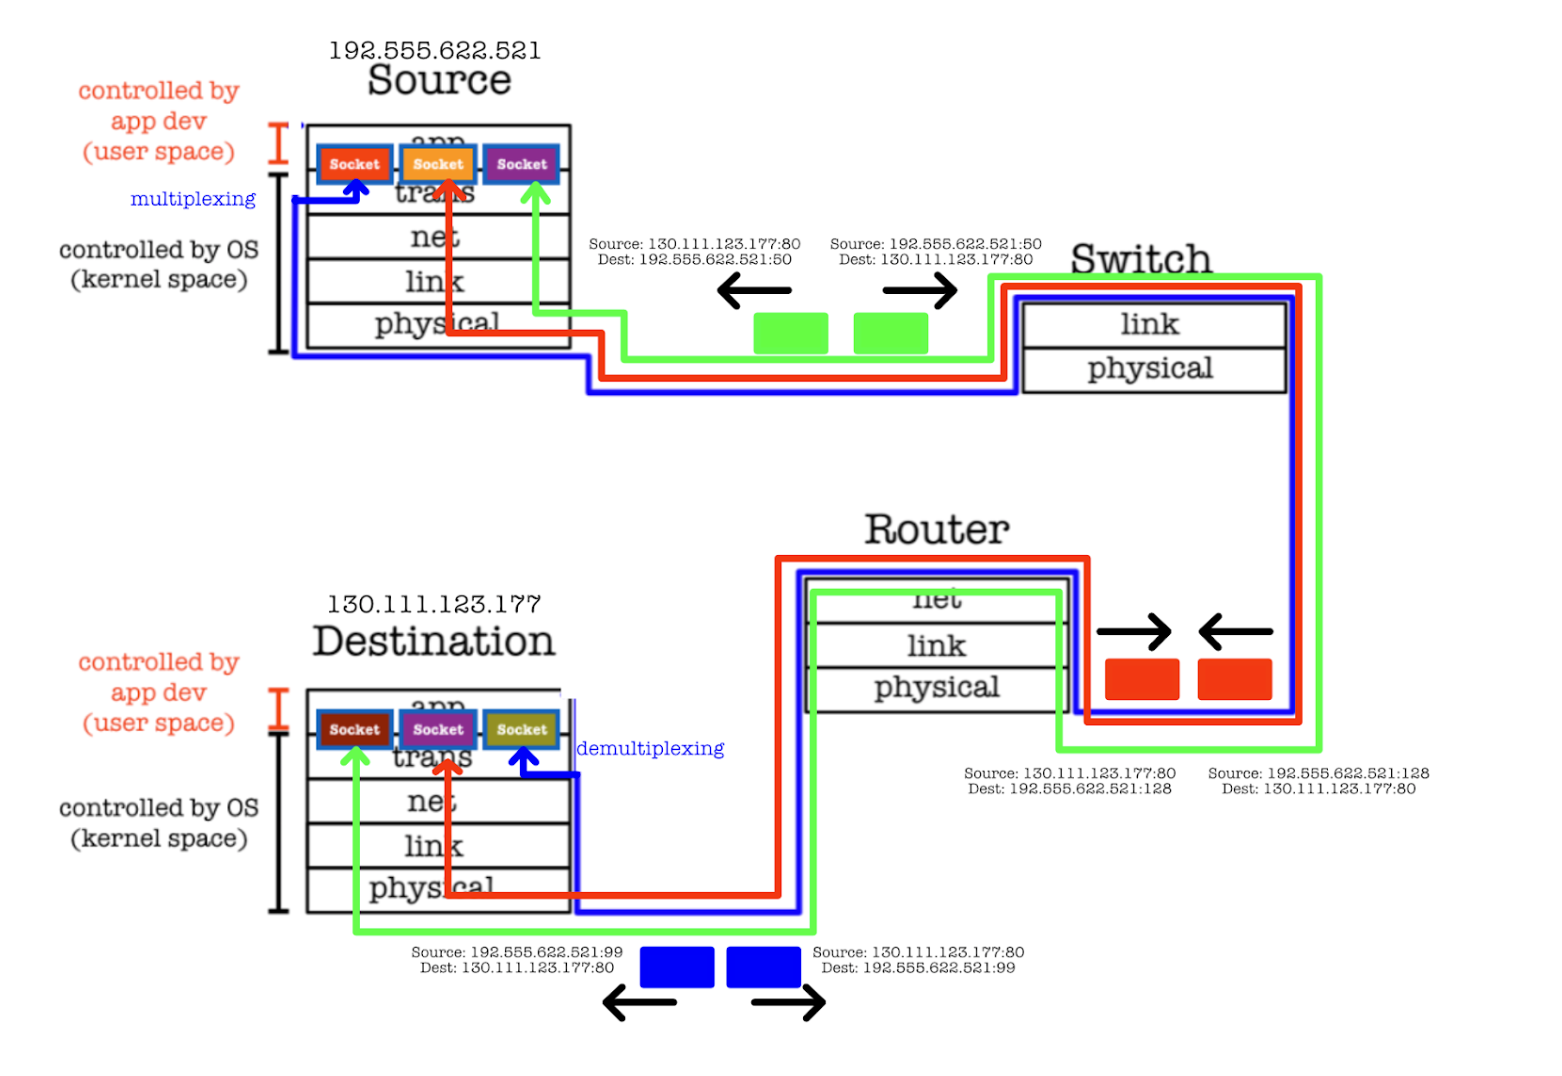 192.555.622.521
Source
controlled by
app dev
(user space)
app
Socket
Socket
Socket
multiplexing
trans
controlled by OS
(kernel space)
net
link
physical
Source: 130.111.123.177:80
Dest: 192.555.622.521:50
Source: 192.555.622.521:50
Dest: 130.111.123.177:80
Switch
link
physical
Router
net
link
physical
Source: 130.111.123.177:80
Dest: 192.555.622.521:128
Source: 192.555.622.521:128
Dest: 130.111.123.177:80
130.111.123.177
Destination
controlled by
app dev
(user space)
app
Socket
Socket
Socket
demultiplexing
trans
controlled by OS
(kernel space)
net
link
physical
Source: 192.555.622.521:99
Dest: 130.111.123.177:80
Source: 130.111.123.177:80
Dest: 192.555.622.521:99